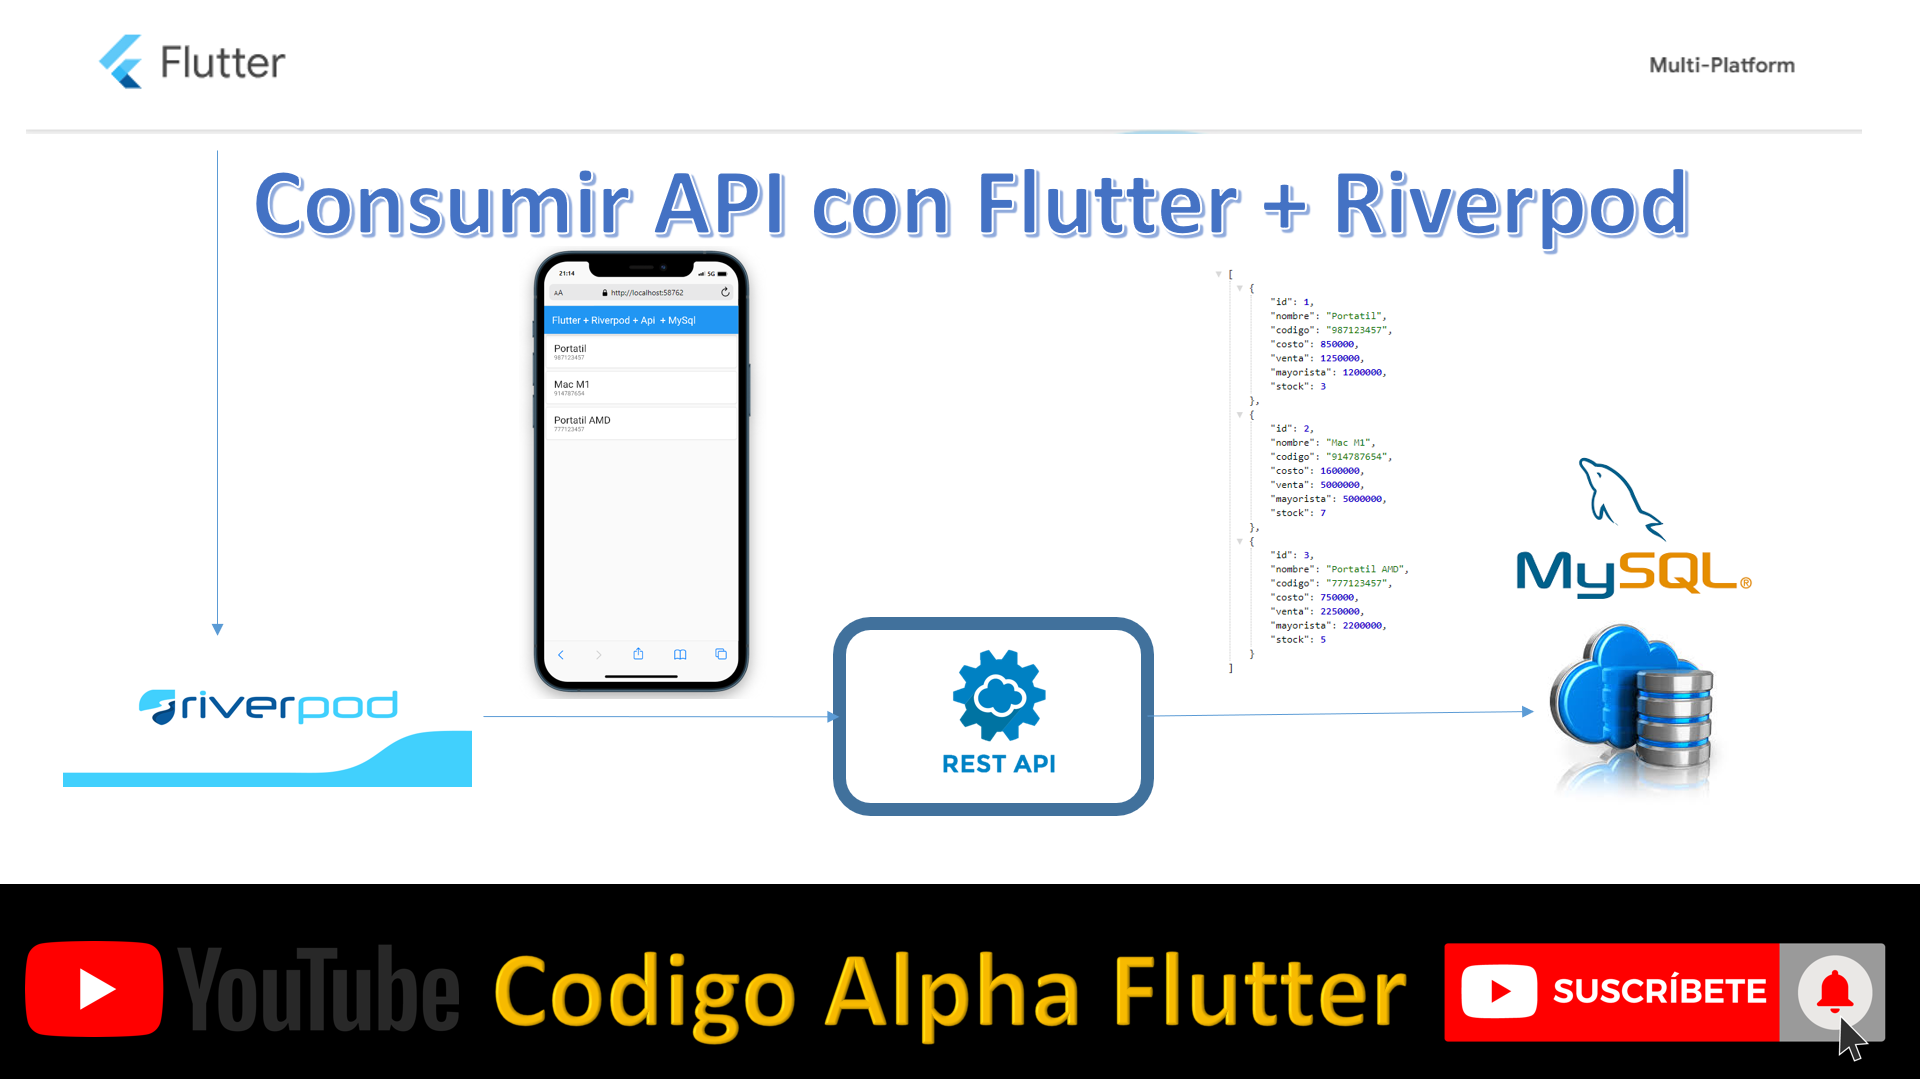 Flutter
Multi-Platform
Consumir API con Flutter + Riverpod
21:14
5G
AA
http://localhost:58762
Flutter + Riverpod + Api + MySql
Portatil
987123457
Mac M1
914787654
Portatil AMD
777123457
[
{
"id": 1,
"nombre": "Portatil",
"codigo": "987123457",
"costo": 850000,
"venta": 1250000,
"mayorista": 1200000,
"stock": 3
},
{
"id": 2,
"nombre": "Mac M1",
"codigo": "914787654",
"costo": 1600000,
"venta": 5000000,
"mayorista": 5000000,
"stock": 7
},
{
"id": 3,
"nombre": "Portatil AMD",
"codigo": "777123457",
"costo": 750000,
"venta": 2250000,
"mayorista": 2200000,
"stock": 5
}
]
MySQL®
riverpod
REST API
YouTube
Codigo Alpha Flutter
SUSCRÍBETE